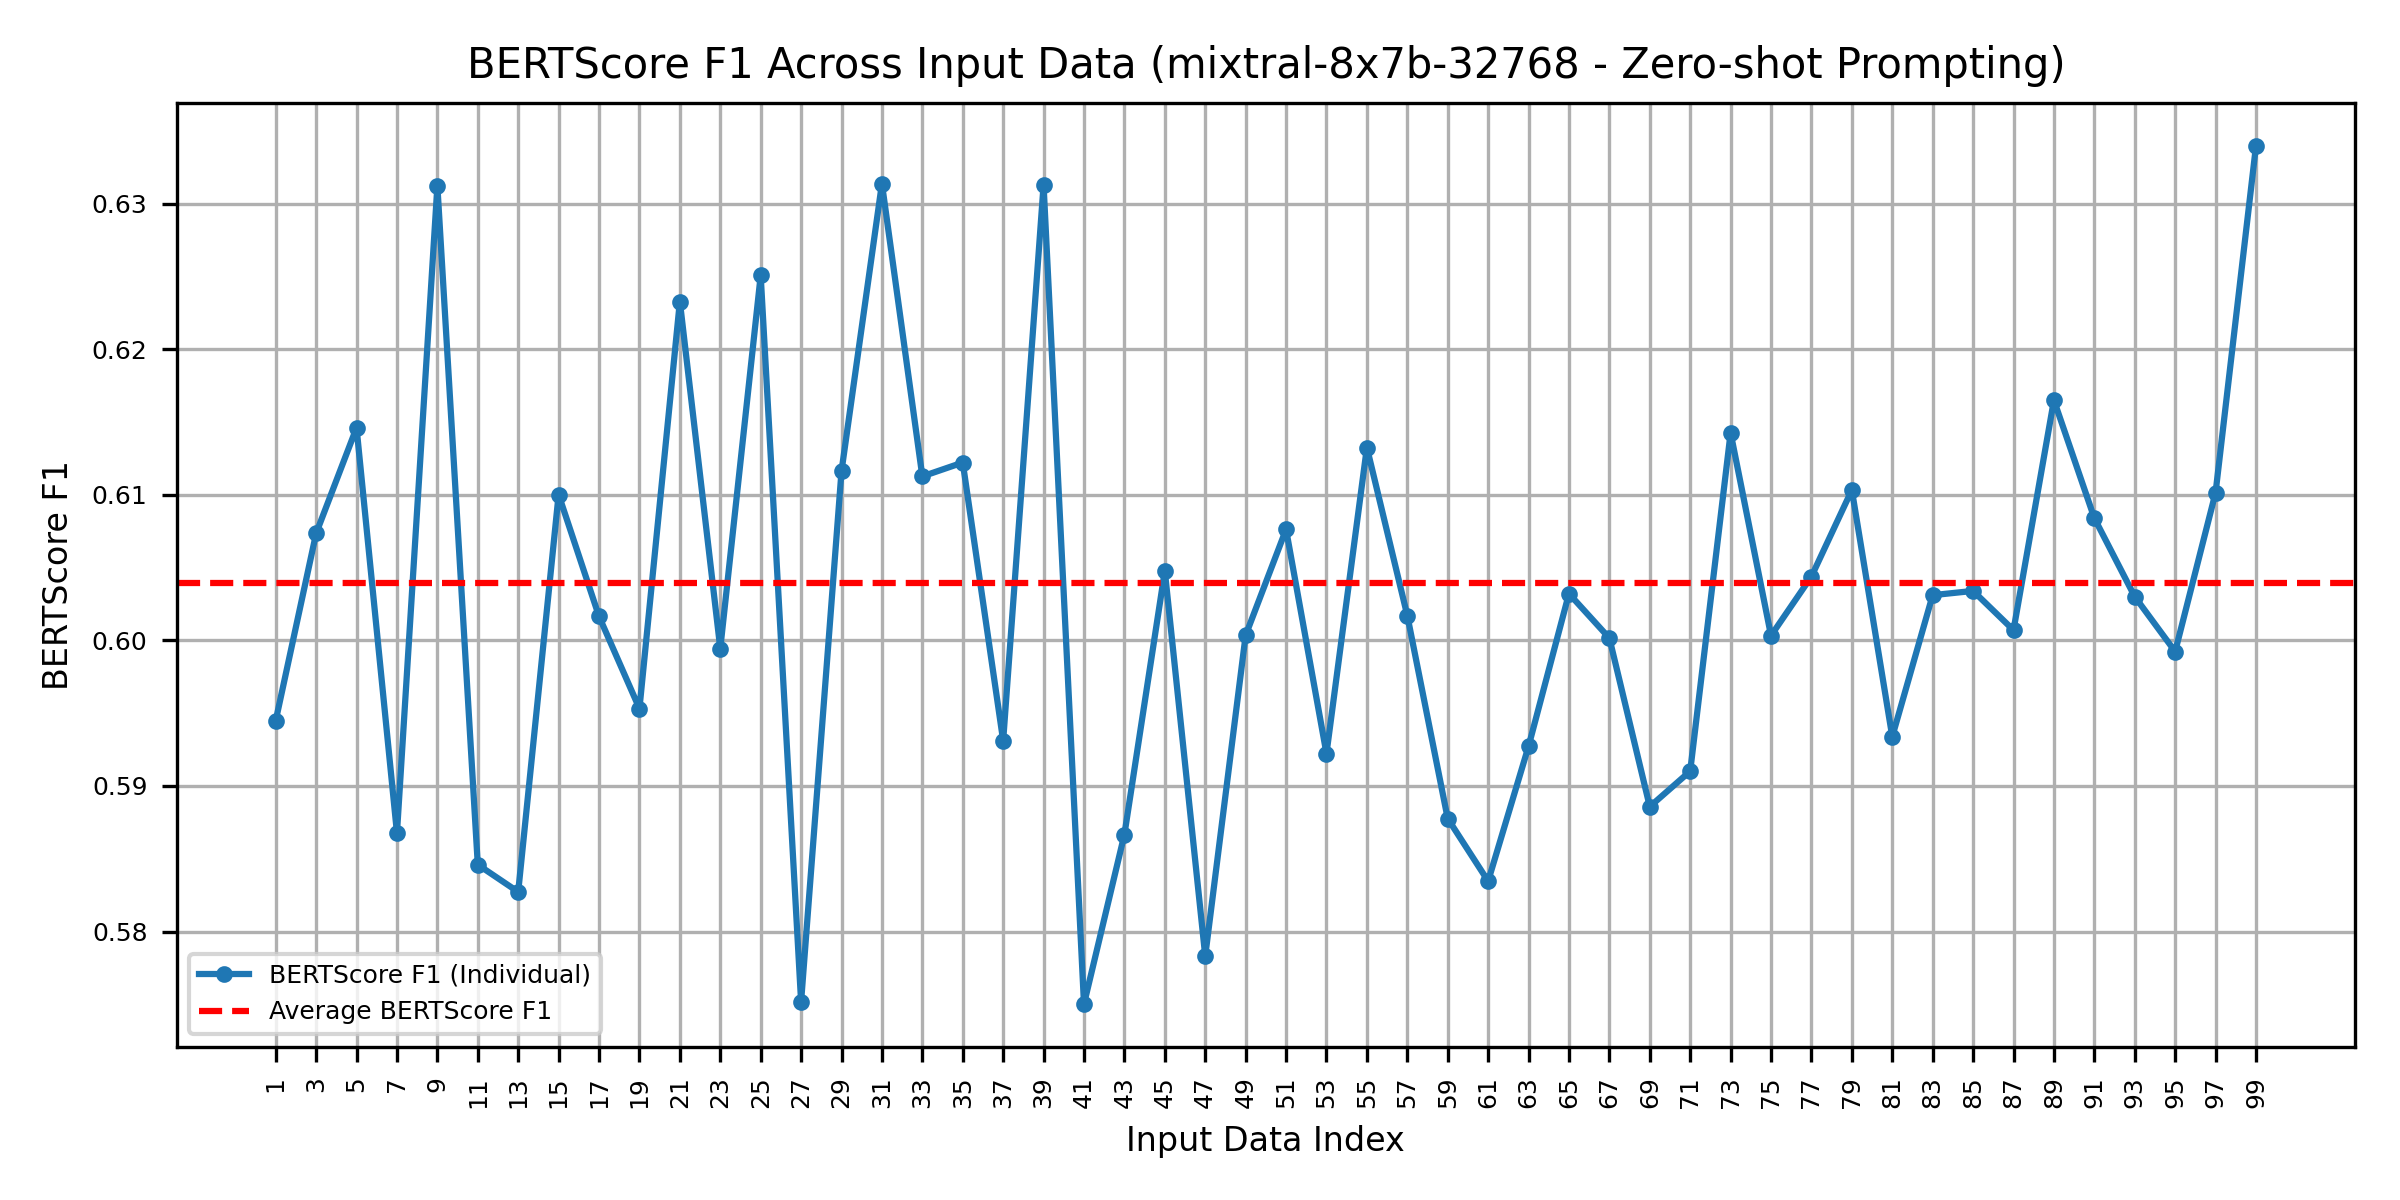 BERTScore F1 Across Input Data (mixtral-8x7b-32768 - Zero-shot Prompting)
BERTScore F1
0.63
0.62
0.61
0.60
0.59
0.58
BERTScore F1 (Individual)
Average BERTScore F1
1 3 5 7 9 11 13 15 17 19 21 23 25 27 29 31 33 35 37 39 41 43 45 47 49 51 53 55 57 59 61 63 65 67 69 71 73 75 77 79 81 83 85 87 89 91 93 95 97 99
Input Data Index